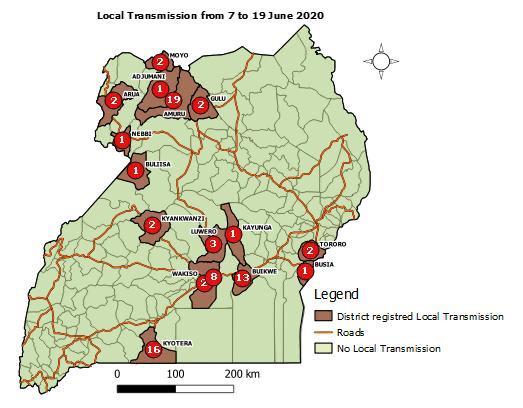 Local Transmission from 7 to 19 June 2020
MOYO
2
ADJUMANI
1
ARUA
2
19
GULU
2
AMURU
NEBBI
1
BULIISA
1
KYANKWANZI
2
LUWERO
3
KAYUNGA
1
TORORO
2
BUSIA
1
WAKISO
2
8
BUIKWE
13
KYOTERA
16
Legend
District registred Local Transmission
Roads
No Local Transmission
0 100 200 km